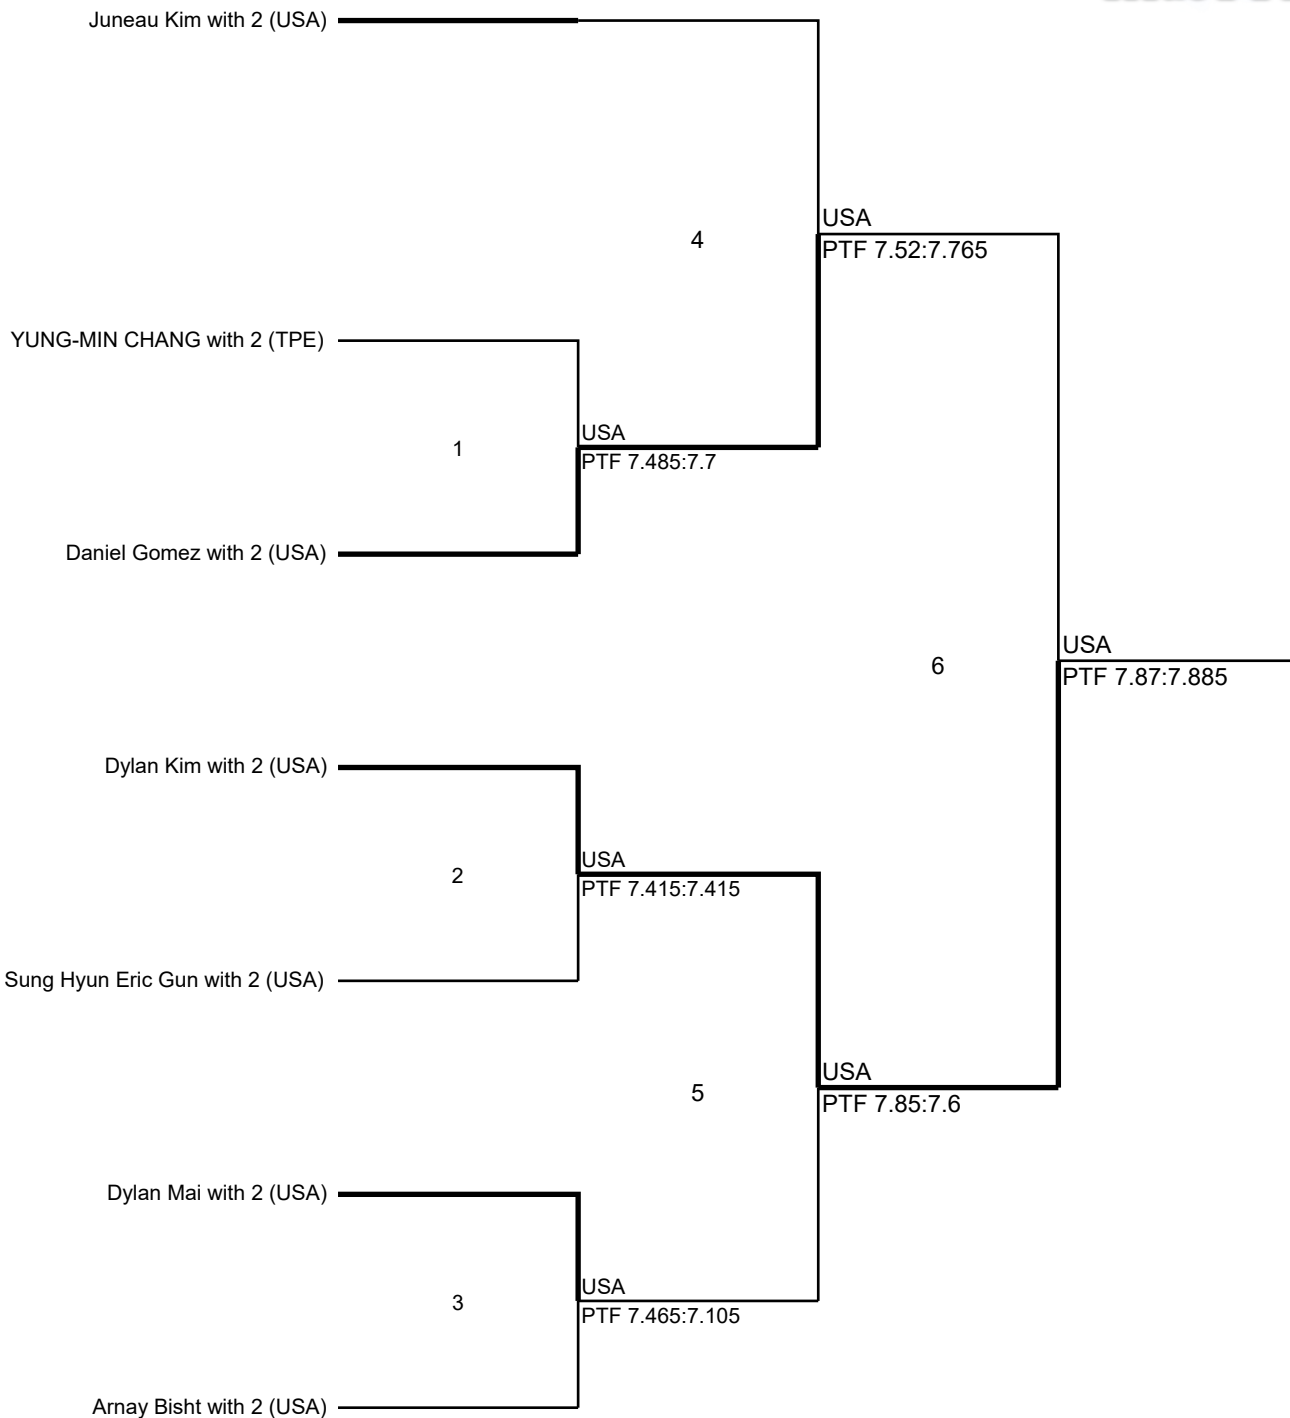 Juneau Kim with 2 (USA)
USA
4
PTF 7.52:7.765
YUNG-MIN CHANG with 2 (TPE)
USA
1
PTF 7.485:7.7
Daniel Gomez with 2 (USA)
USA
6
PTF 7.87:7.885
Dylan Kim with 2 (USA)
USA
2
PTF 7.415:7.415
Sung Hyun Eric Gun with 2 (USA)
USA
5
PTF 7.85:7.6
Dylan Mai with 2 (USA)
USA
3
PTF 7.465:7.105
Arnay Bisht with 2 (USA)